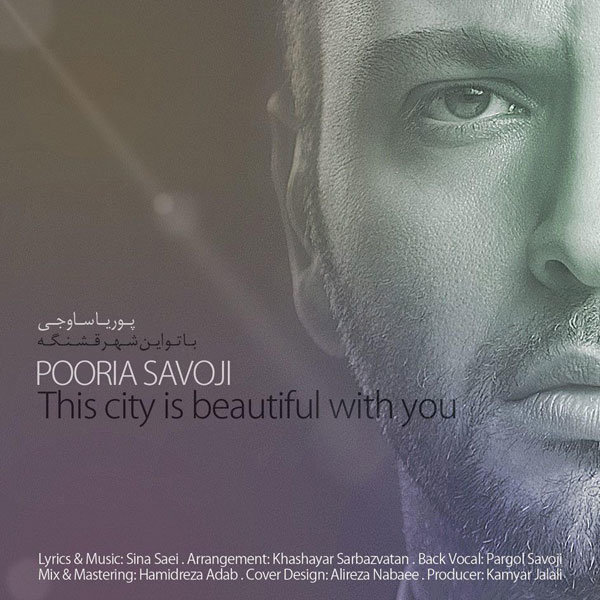 پوریا ساوجی
با تو این شهر قشنگه
POORIA SAVOJI
This city is beautiful with you
Lyrics & Music: Sina Saei . Arrangement: Khashayar Sarbazvatan . Back Vocal: Pargol Savoji
Mix & Mastering: Hamidreza Adab . Cover Design: Alireza Nabaee . Producer: Kamyar Jalali